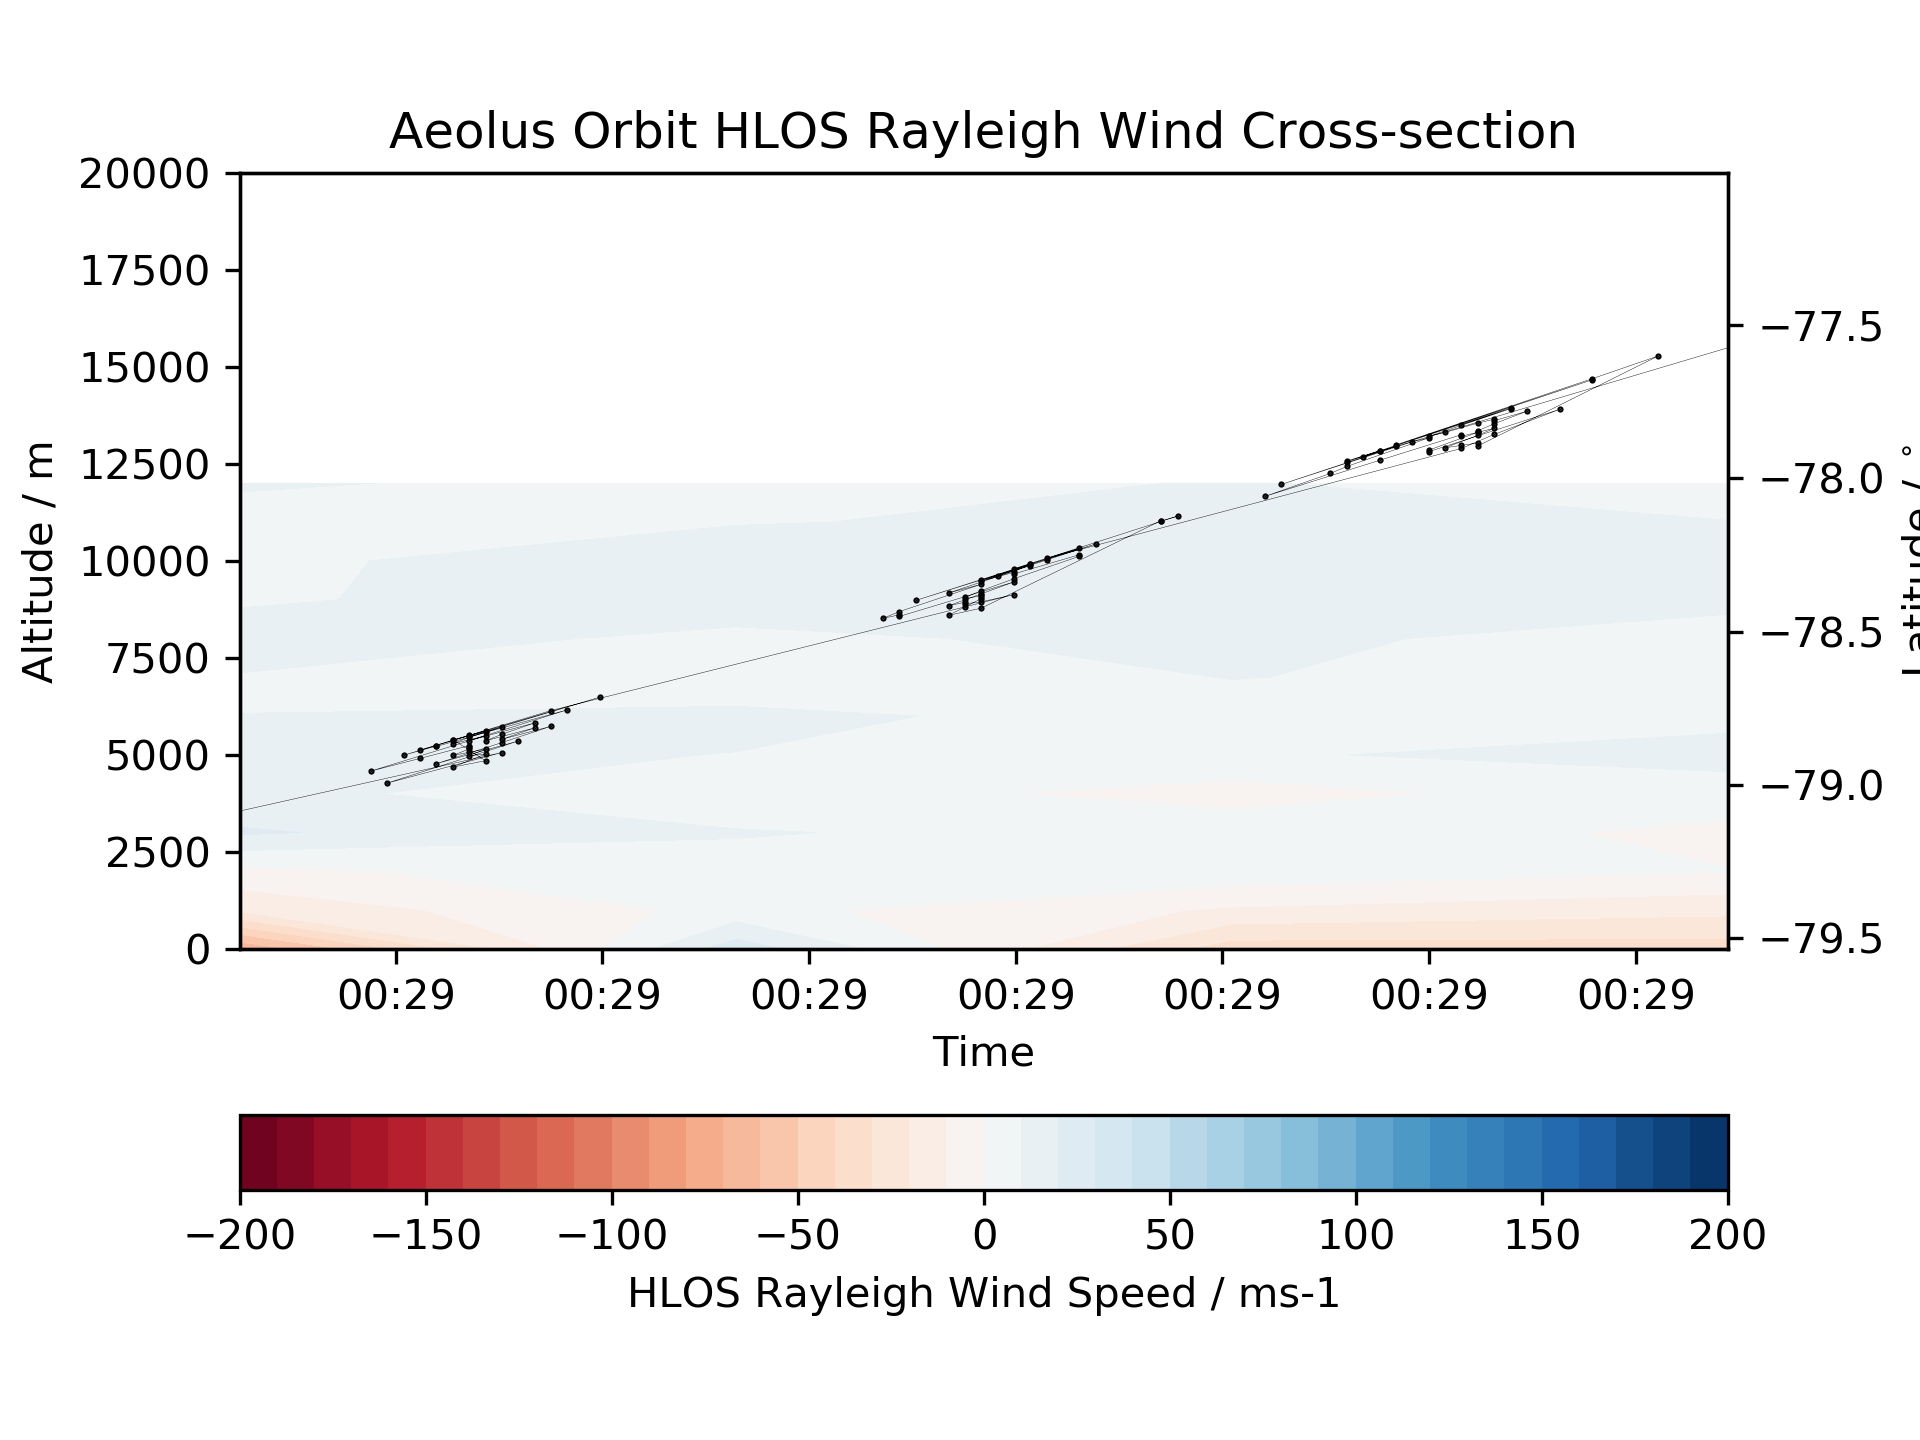 Aeolus Orbit HLOS Rayleigh Wind Cross-section
20000
17500
15000
12500
10000
7500
5000
2500
0
Altitude / m
−77.5
−78.0
−78.5
−79.0
−79.5
Latitude / °
00:29 00:29 00:29 00:29 00:29 00:29 00:29
Time
−200 −150 −100 −50 0 50 100 150 200
HLOS Rayleigh Wind Speed / ms-1